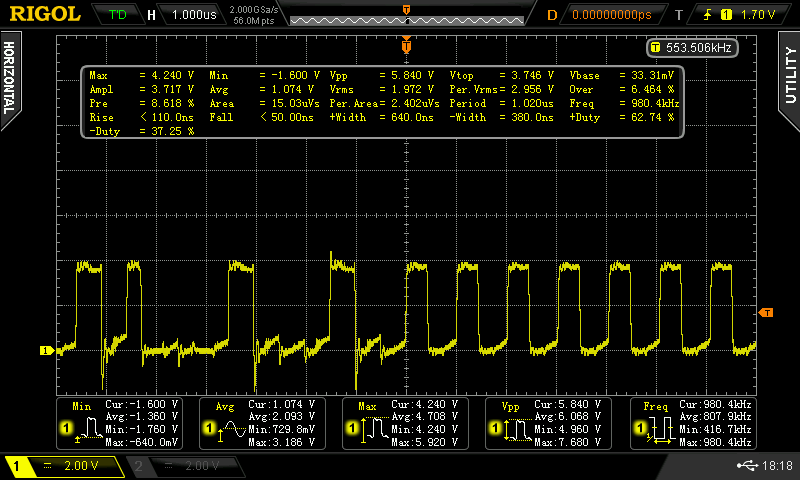 RIGOL T'D H 1.000us 2.000GSa/s 56.0M pts D 0.00000000ps T 1 1.70 V
HORIZONTAL
UTILITY
T
T 553.506kHz
Max = 4.240 V Min = -1.600 V Vpp = 5.840 V Vtop = 3.746 V Vbase = 33.31mV
Ampl = 3.717 V Avg = 1.074 V Vrms = 1.972 V Per.Vrms= 2.956 V Over = 6.464 %
Pre = 8.618 % Area = 15.03uVs Per.Area= 2.402uVs Period = 1.020us Freq = 980.4kHz
Rise < 110.0ns Fall < 50.00ns +Width = 640.0ns -Width = 380.0ns +Duty = 62.74 %
-Duty = 37.25 %
T
1
Min Cur:-1.600 V
Avg:-1.360 V
1 Min:-1.760 V
Max:-640.0mV
Avg Cur:1.074 V
Avg:2.093 V
1 Min:729.8mV
Max:3.186 V
Max Cur:4.240 V
Avg:4.708 V
1 Min:4.240 V
Max:5.920 V
Vpp Cur:5.840 V
Avg:6.068 V
1 Min:4.960 V
Max:7.680 V
Freq Cur:980.4kHz
Avg:807.9kHz
1 Min:416.7kHz
Max:980.4kHz
1 2.00 V 2 2.00 V 18:18